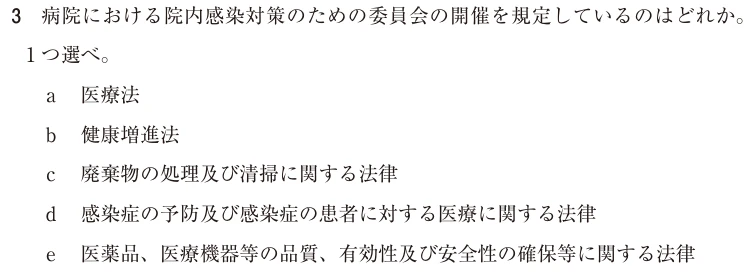 3 病院における院内感染対策のための委員会の開催を規定しているのはどれか。
1つ選べ。
a 医療法
b 健康増進法
c 廃棄物の処理及び清掃に関する法律
d 感染症の予防及び感染症の患者に対する医療に関する法律
e 医薬品、医療機器等の品質、有効性及び安全性の確保等に関する法律